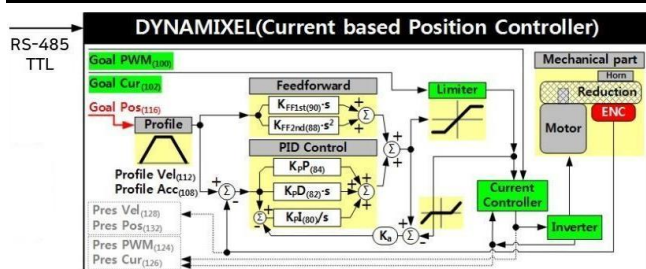 DYNAMIXEL(Current based Position Controller)
RS-485
TTL
Goal PWM(100)
Goal Cur(102)
Goal Pos(116)
Profile
Profile Vel(112)
Profile Acc(108)
Feedforward
KFF1st(90)·s
KFF2nd(88)·s²
PID Control
KPP(84)
KPD(82)·s
KPI(80)/s
Ka
Limiter
Mechanical part
Horn
Reduction
ENC
Motor
Current
Controller
Inverter
Pres Vel(128)
Pres Pos(132)
Pres PWM(124)
Pres Cur(126)